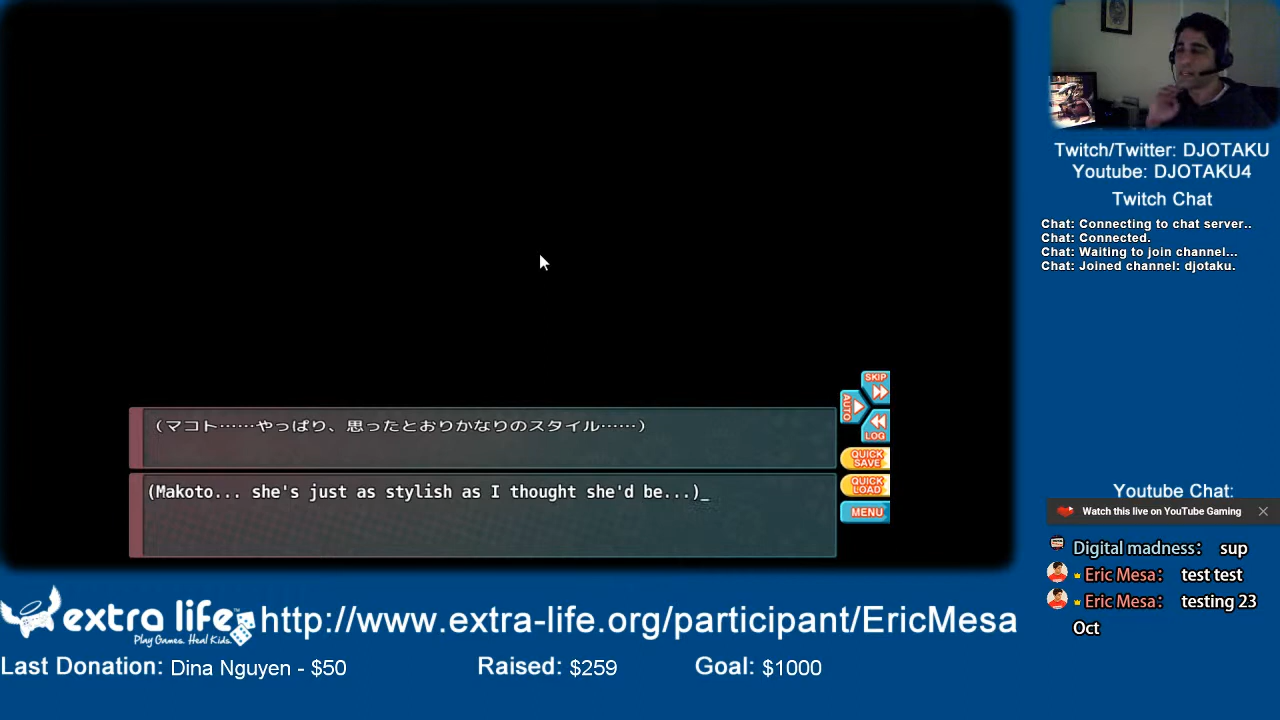 Twitch/Twitter: DJOTAKU
Youtube: DJOTAKU4
Twitch Chat
Chat: Connecting to chat server..
Chat: Connected.
Chat: Waiting to join channel...
Chat: Joined channel: djotaku.
SKIP
AUTO
LOG
QUICK
SAVE
QUICK
LOAD
MENU
(マコト……やっぱり、思ったとおりかなりのスタイル……)
(Makoto... she's just as stylish as I thought she'd be...)_
Youtube Chat:
Watch this live on YouTube Gaming
Digital madness: sup
Eric Mesa: test test
Eric Mesa: testing 23
Oct
extra life
Play Games. Heal Kids.
http://www.extra-life.org/participant/EricMesa
Last Donation: Dina Nguyen - $50
Raised: $259
Goal: $1000